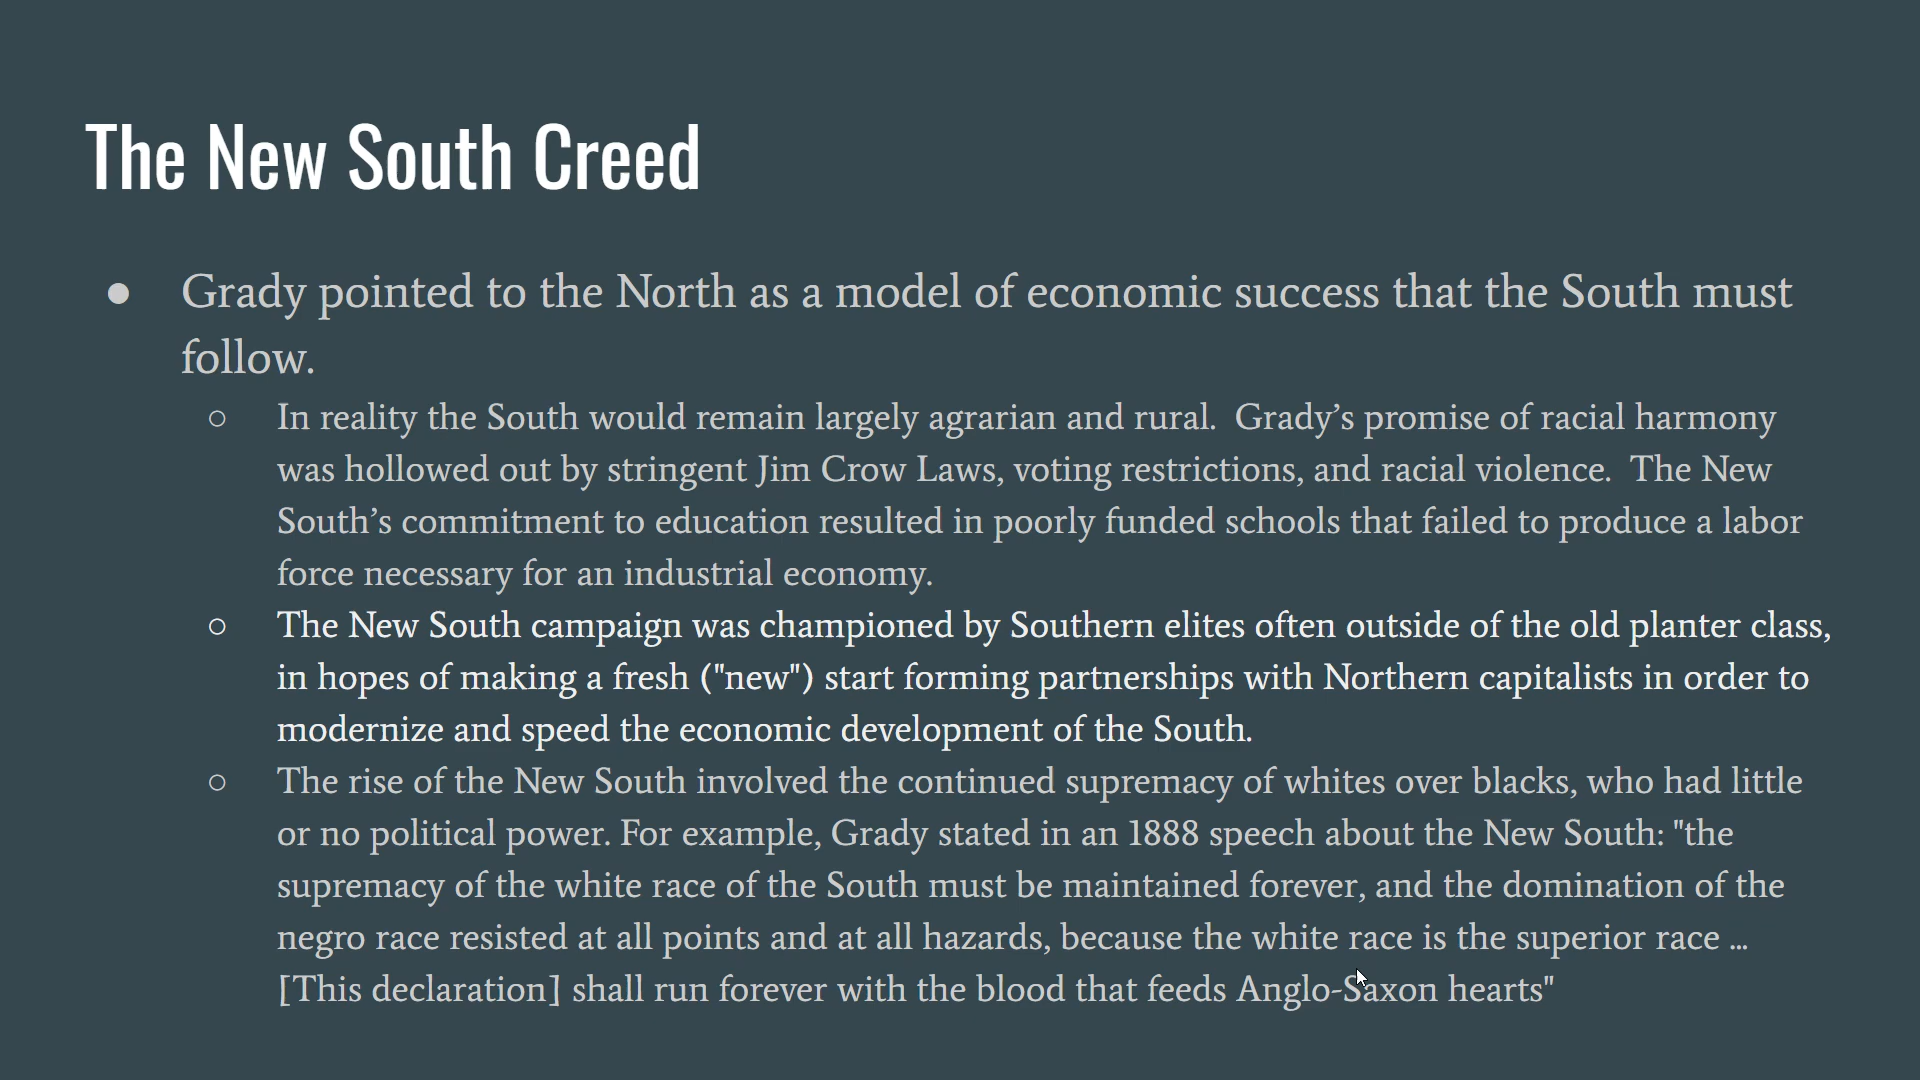 The New South Creed
● Grady pointed to the North as a model of economic success that the South must
follow.
○ In reality the South would remain largely agrarian and rural.  Grady’s promise of racial harmony
was hollowed out by stringent Jim Crow Laws, voting restrictions, and racial violence.  The New
South’s commitment to education resulted in poorly funded schools that failed to produce a labor
force necessary for an industrial economy.
○ The New South campaign was championed by Southern elites often outside of the old planter class,
in hopes of making a fresh ("new") start forming partnerships with Northern capitalists in order to
modernize and speed the economic development of the South.
○ The rise of the New South involved the continued supremacy of whites over blacks, who had little
or no political power. For example, Grady stated in an 1888 speech about the New South: "the
supremacy of the white race of the South must be maintained forever, and the domination of the
negro race resisted at all points and at all hazards, because the white race is the superior race ...
[This declaration] shall run forever with the blood that feeds Anglo-Saxon hearts"